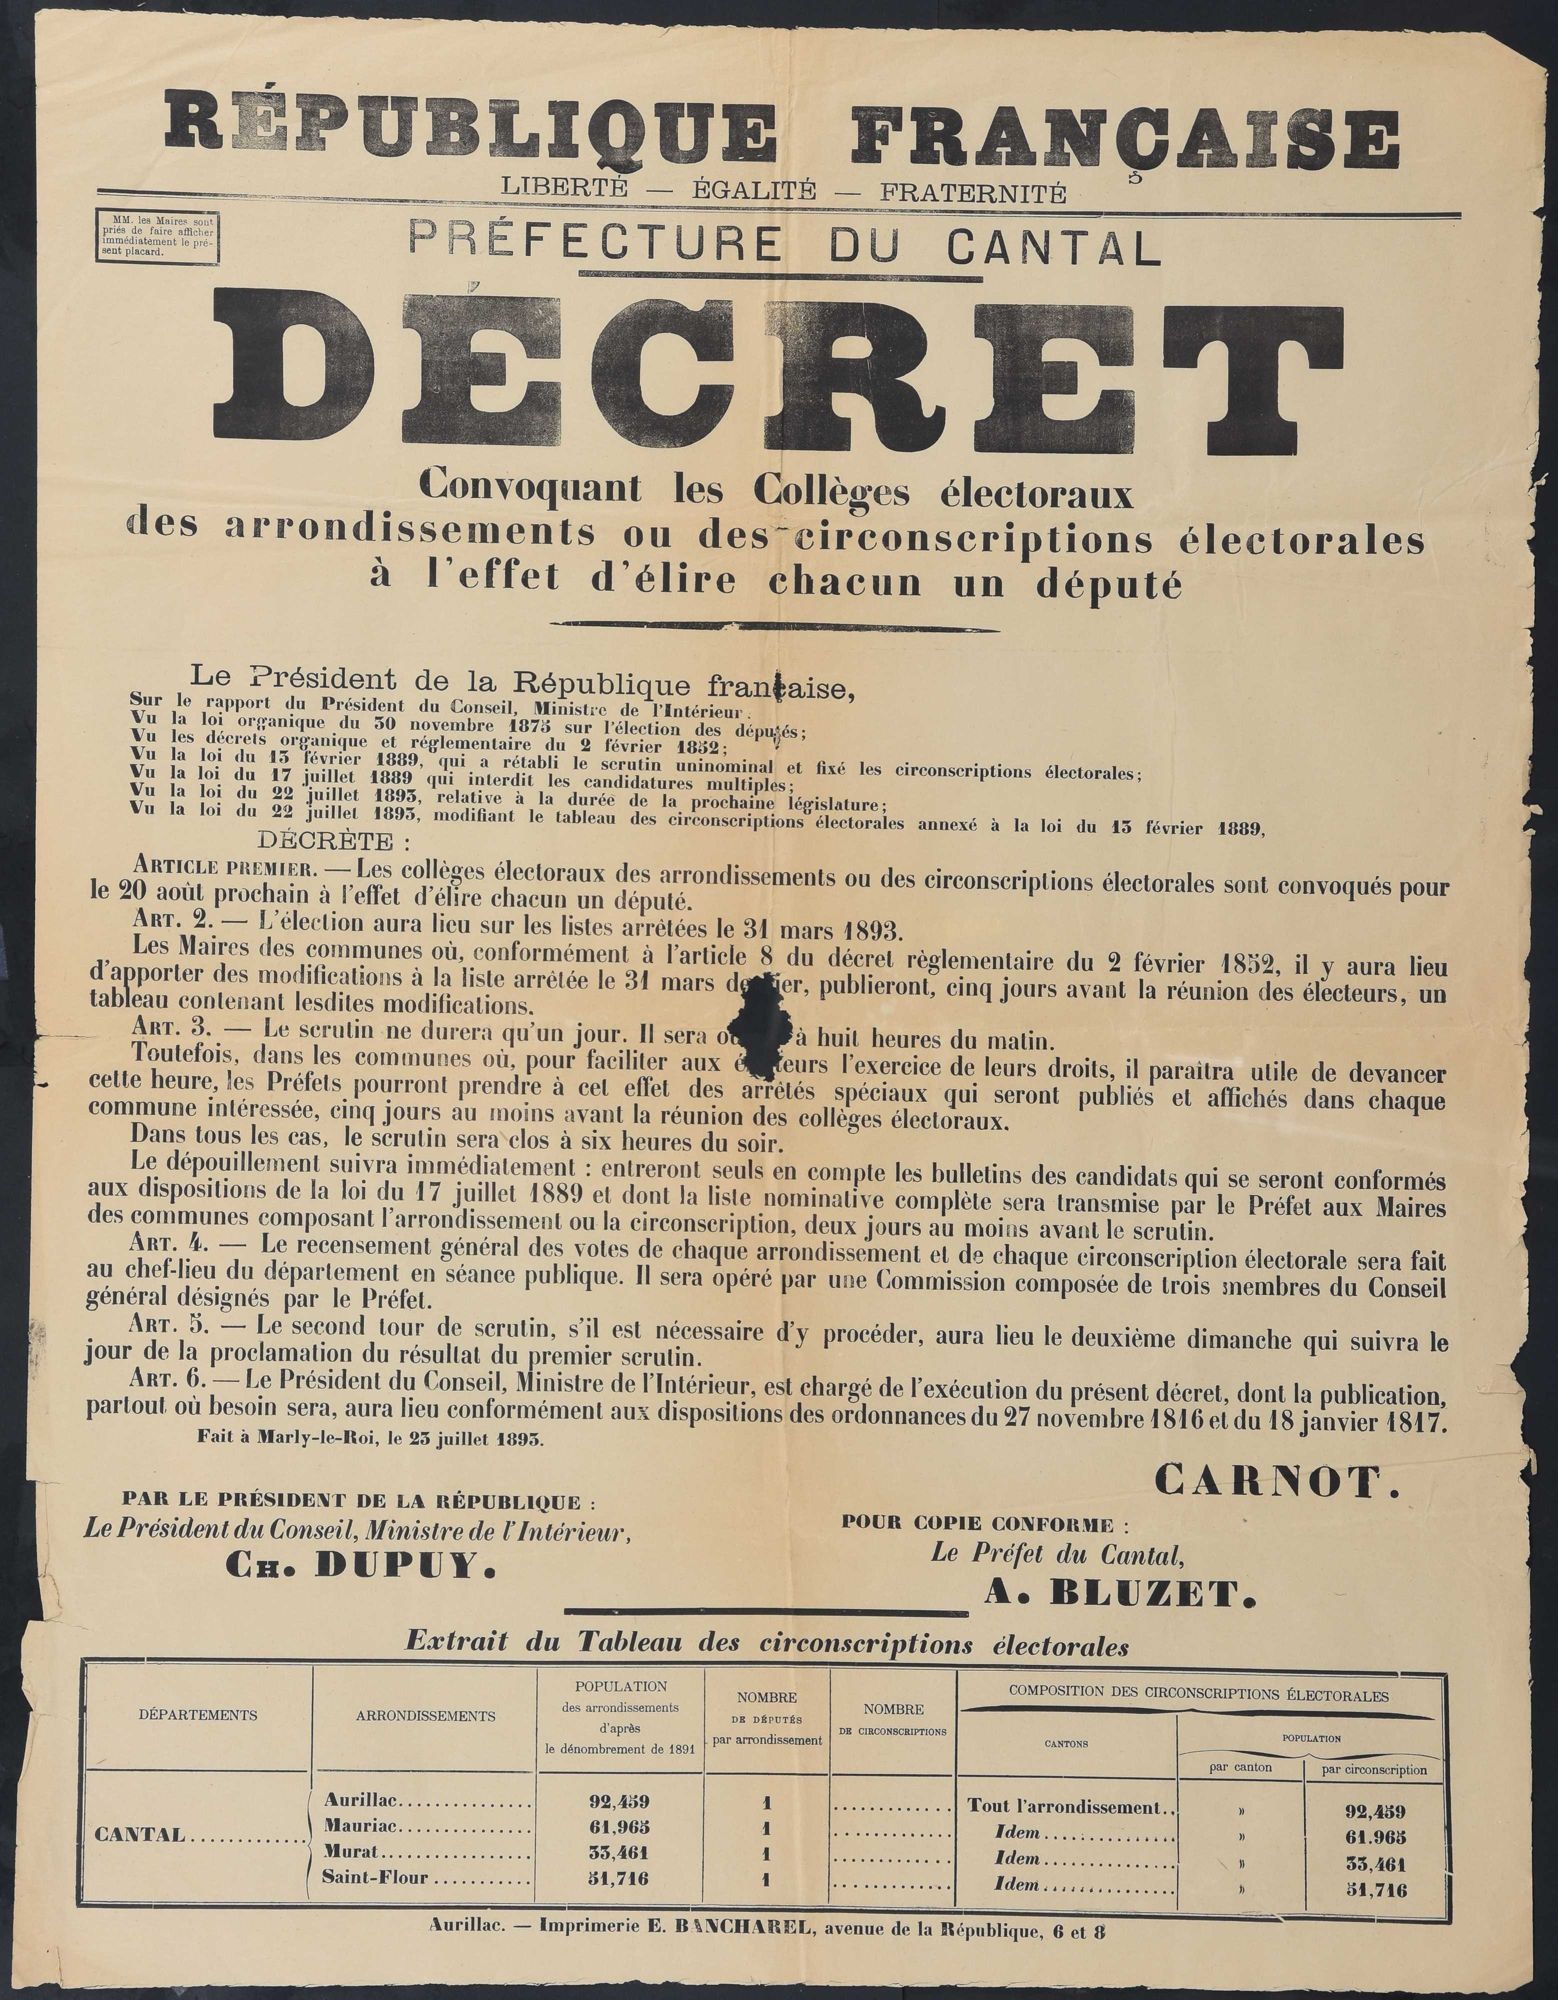 RÉPUBLIQUE FRANÇAISE
LIBERTÉ — ÉGALITÉ — FRATERNITÉ
MM. les Maires sont
priés de faire afficher
immédiatement le pré-
sent placard.
PRÉFECTURE DU CANTAL
DÉCRET
Convoquant les Collèges électoraux
des arrondissements ou des circonscriptions électorales
à l'effet d'élire chacun un député
Le Président de la République française,
Sur le rapport du Président du Conseil, Ministre de l'Intérieur.
Vu la loi organique du 30 novembre 1875 sur l'élection des députés;
Vu les décrets organique et réglementaire du 2 février 1852;
Vu la loi du 13 février 1889, qui a rétabli le scrutin uninominal et fixé les circonscriptions électorales;
Vu la loi du 17 juillet 1889 qui interdit les candidatures multiples;
Vu la loi du 22 juillet 1893, relative à la durée de la prochaine législature;
Vu la loi du 22 juillet 1893, modifiant le tableau des circonscriptions électorales annexé à la loi du 13 février 1889,
DÉCRÈTE :
ARTICLE PREMIER. — Les collèges électoraux des arrondissements ou des circonscriptions électorales sont convoqués pour
le 20 août prochain à l'effet d'élire chacun un député.
ART. 2. — L'élection aura lieu sur les listes arrêtées le 31 mars 1893.
Les Maires des communes où, conformément à l'article 8 du décret règlementaire du 2 février 1852, il y aura lieu
d'apporter des modifications à la liste arrêtée le 31 mars de ier, publieront, cinq jours avant la réunion des électeurs, un
tableau contenant lesdites modifications.
ART. 3. — Le scrutin ne durera qu'un jour. Il sera ou à huit heures du matin.
Toutefois, dans les communes où, pour faciliter aux é teurs l'exercice de leurs droits, il paraîtra utile de devancer
cette heure, les Préfets pourront prendre à cet effet des arrêtés spéciaux qui seront publiés et affichés dans chaque
commune intéressée, cinq jours au moins avant la réunion des collèges électoraux.
Dans tous les cas, le scrutin sera clos à six heures du soir.
Le dépouillement suivra immédiatement : entreront seuls en compte les bulletins des candidats qui se seront conformés
aux dispositions de la loi du 17 juillet 1889 et dont la liste nominative complète sera transmise par le Préfet aux Maires
des communes composant l'arrondissement ou la circonscription, deux jours au moins avant le scrutin.
ART. 4. — Le recensement général des votes de chaque arrondissement et de chaque circonscription électorale sera fait
au chef-lieu du département en séance publique. Il sera opéré par une Commission composée de trois membres du Conseil
général désignés par le Préfet.
ART. 5. — Le second tour de scrutin, s'il est nécessaire d'y procéder, aura lieu le deuxième dimanche qui suivra le
jour de la proclamation du résultat du premier scrutin.
ART. 6. — Le Président du Conseil, Ministre de l'Intérieur, est chargé de l'exécution du présent décret, dont la publication,
partout où besoin sera, aura lieu conformément aux dispositions des ordonnances du 27 novembre 1816 et du 18 janvier 1817.
Fait à Marly-le-Roi, le 23 juillet 1893.
CARNOT.
PAR LE PRÉSIDENT DE LA RÉPUBLIQUE :
Le Président du Conseil, Ministre de l'Intérieur,
CH. DUPUY.
POUR COPIE CONFORME :
Le Préfet du Cantal,
A. BLUZET.
Extrait du Tableau des circonscriptions électorales
DÉPARTEMENTS
ARRONDISSEMENTS
POPULATION
des arrondissements
d'après
le dénombrement de 1891
NOMBRE
DE DÉPUTÉS
par arrondissement
NOMBRE
DE CIRCONSCRIPTIONS
COMPOSITION DES CIRCONSCRIPTIONS ÉLECTORALES
CANTONS
POPULATION
par canton
par circonscription
CANTAL.............
Aurillac............... 92,459 1 ............. Tout l'arrondissement.. » 92,459
Mauriac............... 61,965 1 ............. Idem............... » 61.965
Murat................. 33,461 1 ............. Idem............... » 33,461
Saint-Flour........... 51,716 1 ............. Idem............... » 51,716
Aurillac. — Imprimerie E. BANCHAREL, avenue de la République, 6 et 8